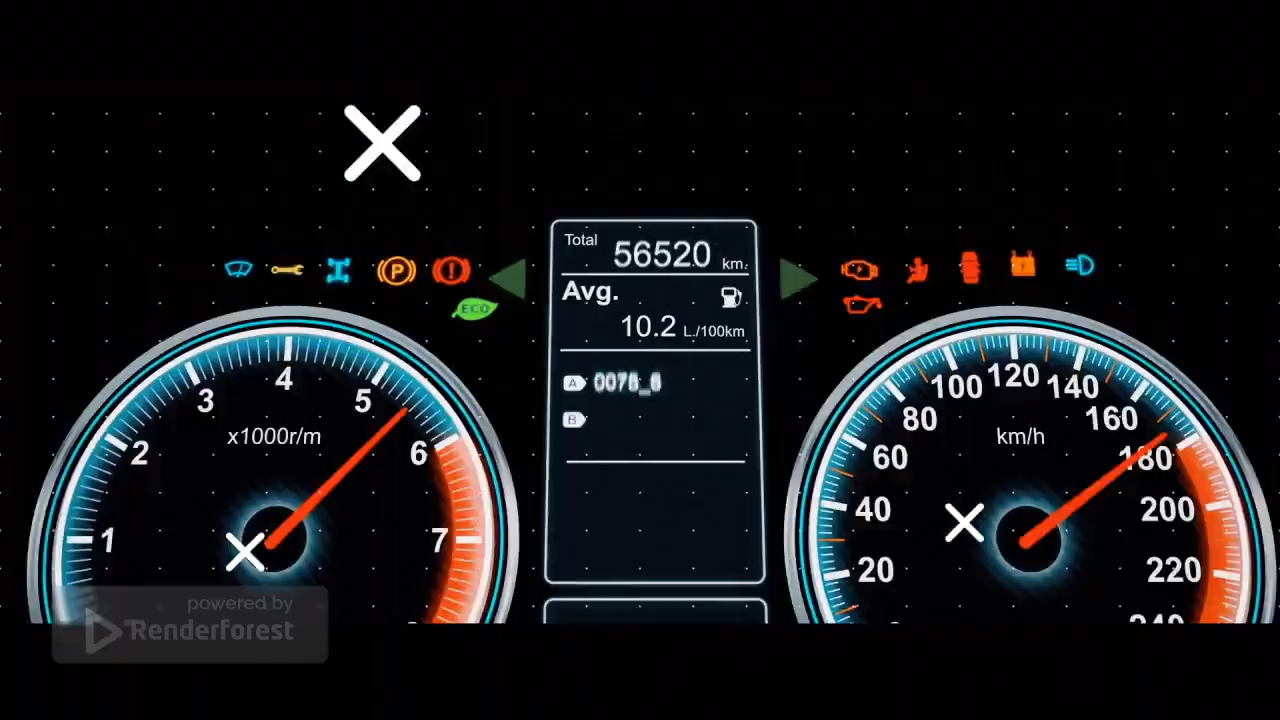 Total 56520 km.
Avg.
10.2 L./100km
A
B
P
!
ECO
1
2
3
4
5
6
7
x1000r/m
20
40
60
80
100
120
140
160
180
200
220
240
km/h
powered by
Renderforest